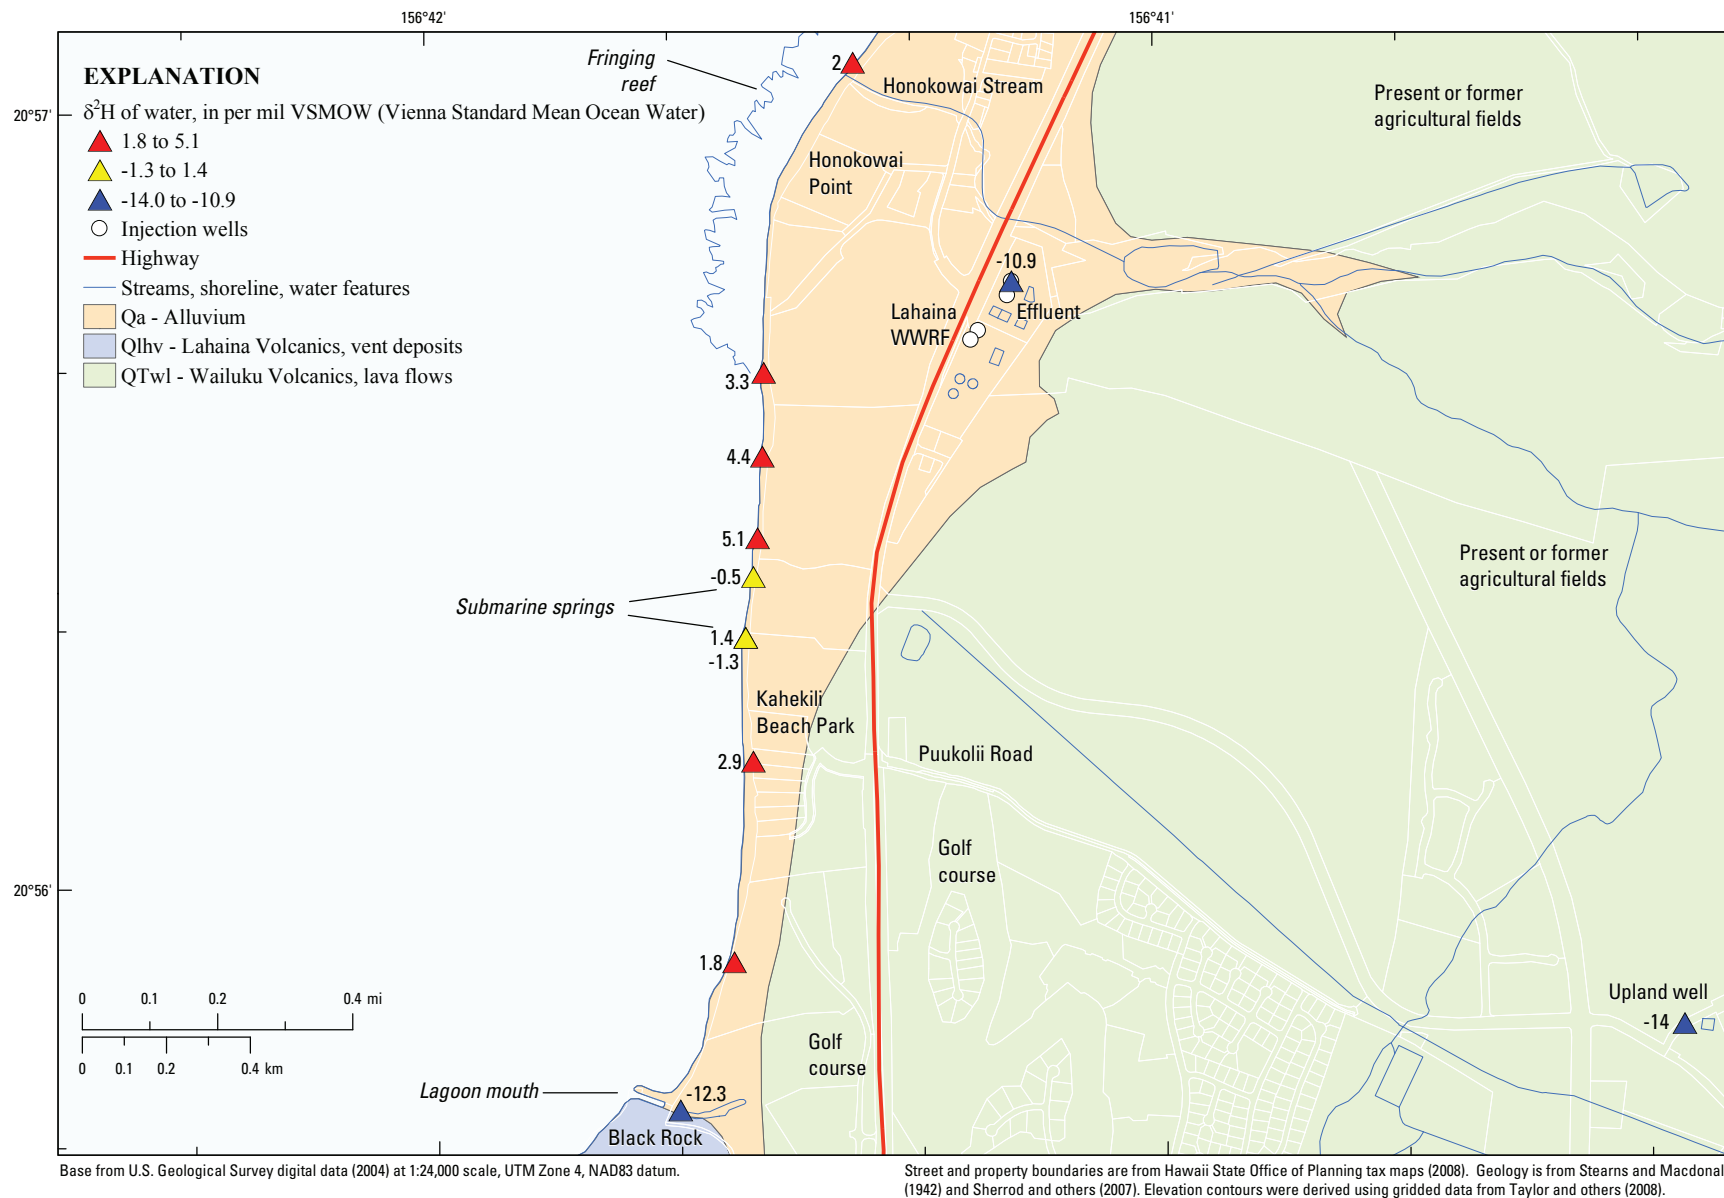 156°42'
156°41'
20°57'
20°56'
EXPLANATION
δ²H of water, in per mil VSMOW (Vienna Standard Mean Ocean Water)
1.8 to 5.1
-1.3 to 1.4
-14.0 to -10.9
Injection wells
Highway
Streams, shoreline, water features
Qa - Alluvium
Qlhv - Lahaina Volcanics, vent deposits
QTwl - Wailuku Volcanics, lava flows
Fringing
reef
2
Honokowai Stream
Present or former
agricultural fields
Honokowai
Point
-10.9
Lahaina
WWRF
Effluent
3.3
4.4
5.1
-0.5
Submarine springs
1.4
-1.3
Present or former
agricultural fields
Kahekili
Beach Park
2.9
Puukolii Road
Golf
course
1.8
Upland well
-14
Golf
course
0 0.1 0.2 0.4 mi
0 0.1 0.2 0.4 km
Lagoon mouth
-12.3
Black Rock
Base from U.S. Geological Survey digital data (2004) at 1:24,000 scale, UTM Zone 4, NAD83 datum.
Street and property boundaries are from Hawaii State Office of Planning tax maps (2008). Geology is from Stearns and Macdonal
(1942) and Sherrod and others (2007). Elevation contours were derived using gridded data from Taylor and others (2008).